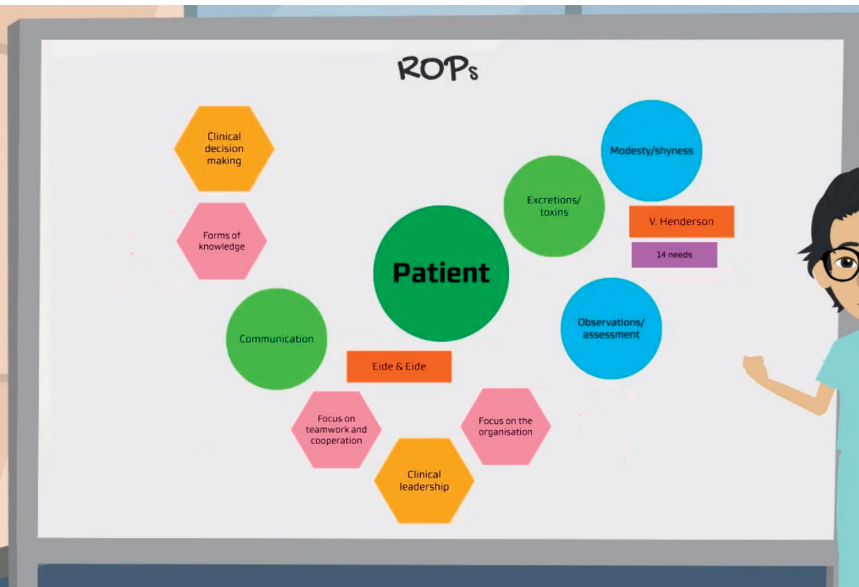 ROPs
Clinical
decision
making
Forms of
knowledge
Communication
Patient
Excretions/
toxins
Modesty/shyness
V. Henderson
14 needs
Observations/
assessment
Eide & Eide
Focus on
teamwork and
cooperation
Clinical
leadership
Focus on the
organisation